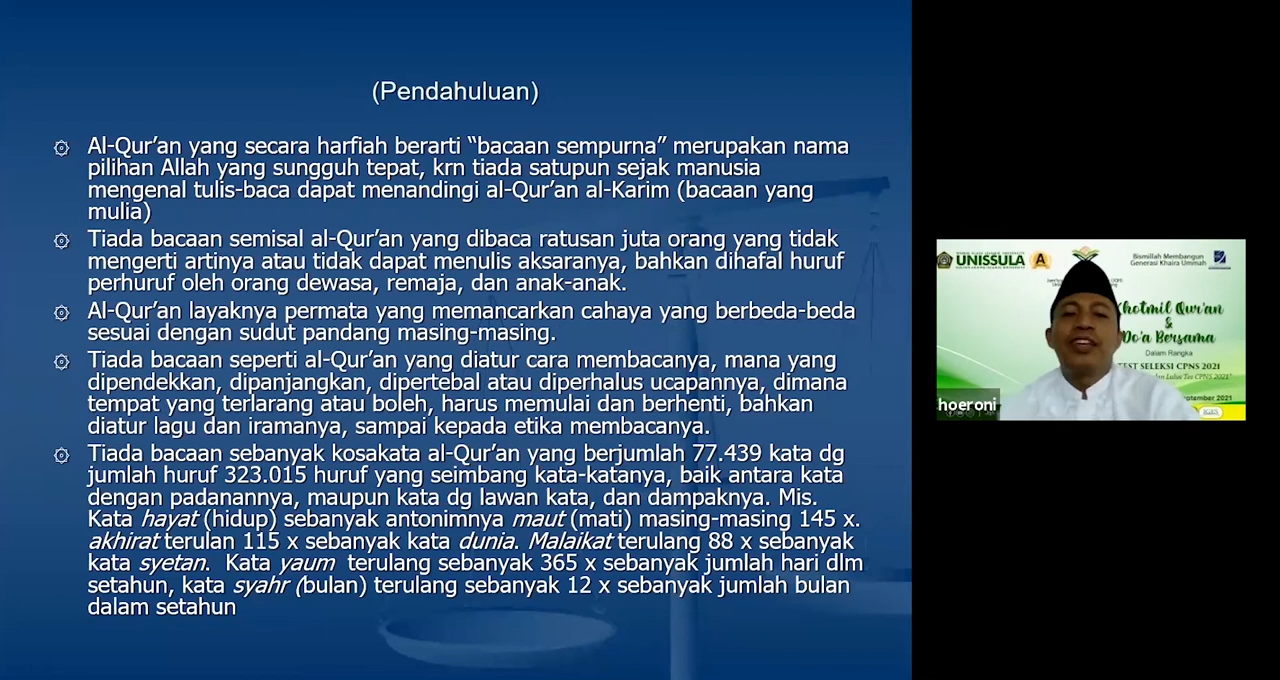 (Pendahuluan)
Al-Qur'an yang secara harfiah berarti “bacaan sempurna” merupakan nama
pilihan Allah yang sungguh tepat, krn tiada satupun sejak manusia
mengenal tulis-baca dapat menandingi al-Qur'an al-Karim (bacaan yang
mulia)
Tiada bacaan semisal al-Qur'an yang dibaca ratusan juta orang yang tidak
mengerti artinya atau tidak dapat menulis aksaranya, bahkan dihafal huruf
perhuruf oleh orang dewasa, remaja, dan anak-anak.
Al-Qur'an layaknya permata yang memancarkan cahaya yang berbeda-beda
sesuai dengan sudut pandang masing-masing.
Tiada bacaan seperti al-Qur'an yang diatur cara membacanya, mana yang
dipendekkan, dipanjangkan, dipertebal atau diperhalus ucapannya, dimana
tempat yang terlarang atau boleh, harus memulai dan berhenti, bahkan
diatur lagu dan iramanya, sampai kepada etika membacanya.
Tiada bacaan sebanyak kosakata al-Qur'an yang berjumlah 77.439 kata dg
jumlah huruf 323.015 huruf yang seimbang kata-katanya, baik antara kata
dengan padanannya, maupun kata dg lawan kata, dan dampaknya. Mis.
Kata hayat (hidup) sebanyak antonimnya maut (mati) masing-masing 145 x.
akhirat terulan 115 x sebanyak kata dunia. Malaikat terulang 88 x sebanyak
kata syetan. Kata yaum terulang sebanyak 365 x sebanyak jumlah hari dlm
setahun, kata syahr (bulan) terulang sebanyak 12 x sebanyak jumlah bulan
dalam setahun
UNISSULA
A
Bismillah Membangun
Generasi Khaira Ummah
hotmil Qur'an
&
Do'a Bersama
Dalam Rangka
TEST SELEKSI CPNS 2021
Lulus Tes CPNS 2021"
eptember 2021
hoeroni